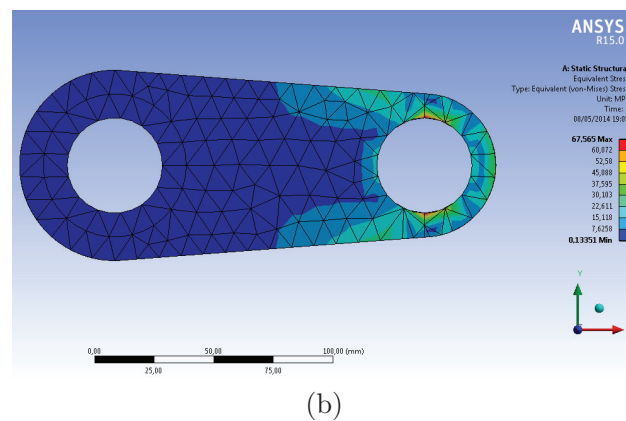 ANSYS
R15.0
A: Static Structura
Equivalent Stres
Type: Equivalent (von-Mises) Stres
Unit: MP
Time:
08/05/2014 19:0
67,565 Max
60,072
52,58
45,088
37,595
30,103
22,611
15,118
7,6258
0,13351 Min
Y
0,00 50,00 100,00 (mm)
25,00 75,00
(b)